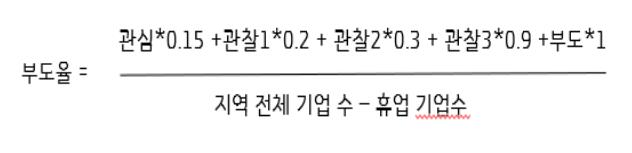 관심*0.15 +관찰1*0.2 + 관찰2*0.3 + 관찰3*0.9 +부도*1
부도율 =
지역 전체 기업 수 – 휴업 기업수